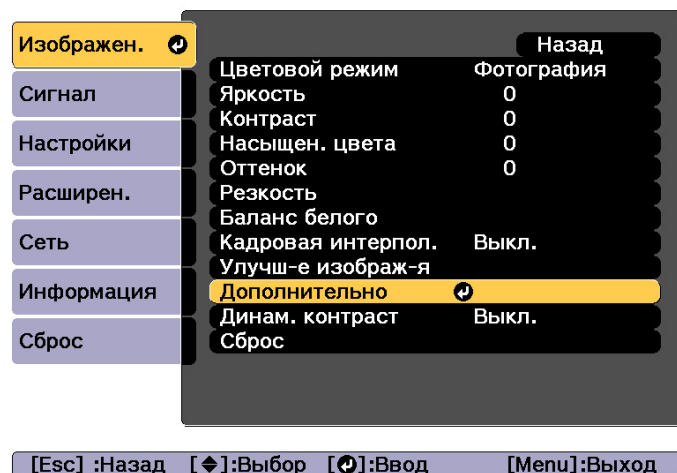 Изображен.
Сигнал
Настройки
Расширен.
Сеть
Информация
Сброс
Назад
Цветовой режим Фотография
Яркость 0
Контраст 0
Насыщен. цвета 0
Оттенок 0
Резкость
Баланс белого
Кадровая интерпол. Выкл.
Улучш-е изображ-я
Дополнительно
Динам. контраст Выкл.
Сброс
[Esc] :Назад [◆]:Выбор [↵]:Ввод [Menu]:Выход